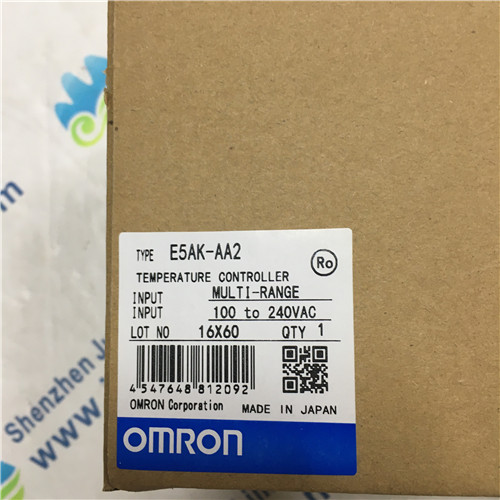 TYPE E5AK-AA2
Ro
TEMPERATURE CONTROLLER
INPUT MULTI-RANGE
INPUT 100 to 240VAC
LOT NO 16X60 QTY 1
4 547648 812092
OMRON Corporation MADE IN JAPAN
OMRON
Shenzhen Ju